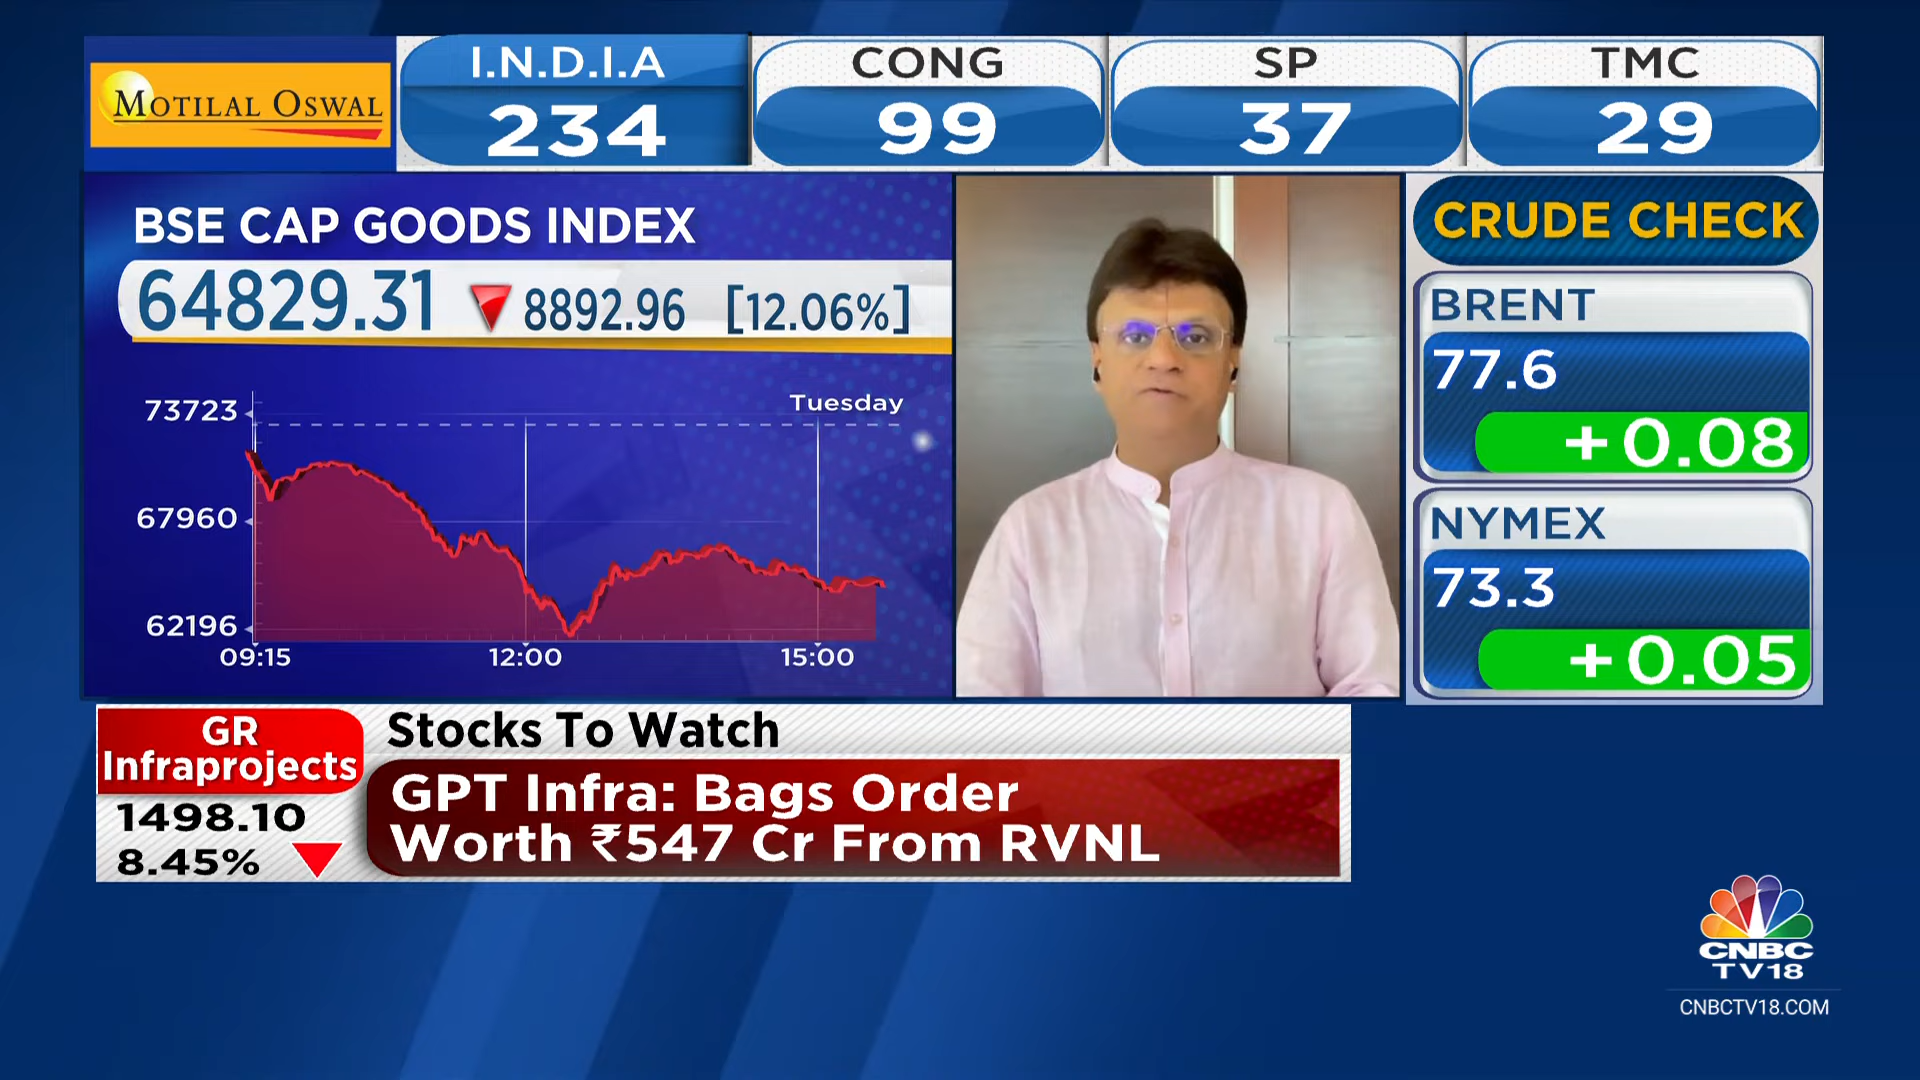 MOTILAL OSWAL
I.N.D.I.A
234
CONG
99
SP
37
TMC
29
BSE CAP GOODS INDEX
64829.31 ▼ 8892.96 [12.06%]
Tuesday
73723
67960
62196
09:15 12:00 15:00
CRUDE CHECK
BRENT
77.6
+0.08
NYMEX
73.3
+0.05
GR
Infraprojects
1498.10
8.45% ▼
Stocks To Watch
GPT Infra: Bags Order
Worth ₹547 Cr From RVNL
CNBC
TV18
CNBCTV18.COM